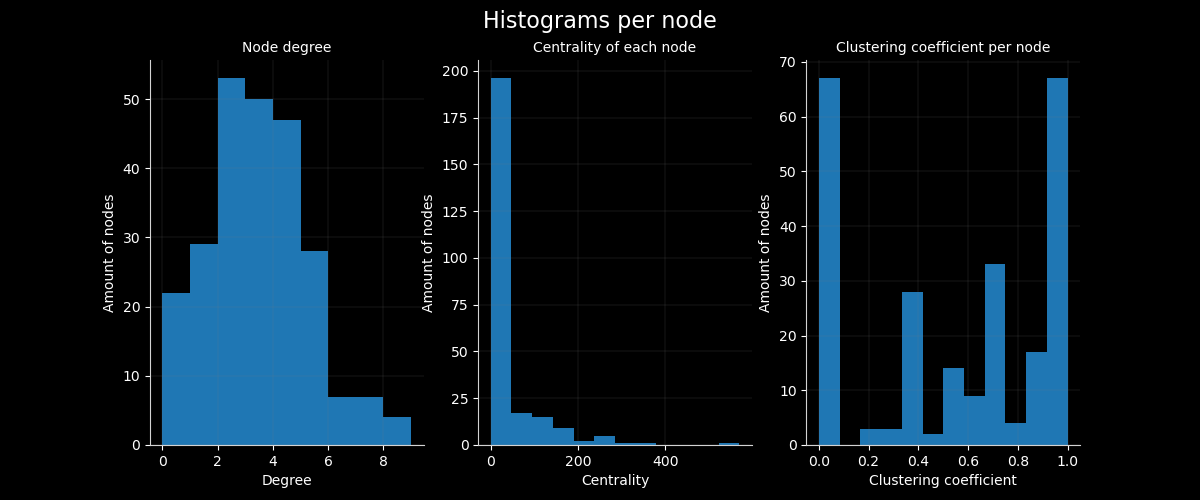 Histograms per node
Node degree
Amount of nodes
50
40
30
20
10
0
0 2 4 6 8
Degree
Centrality of each node
Amount of nodes
200
175
150
125
100
75
50
25
0
0 200 400
Centrality
Clustering coefficient per node
Amount of nodes
70
60
50
40
30
20
10
0
0.0 0.2 0.4 0.6 0.8 1.0
Clustering coefficient